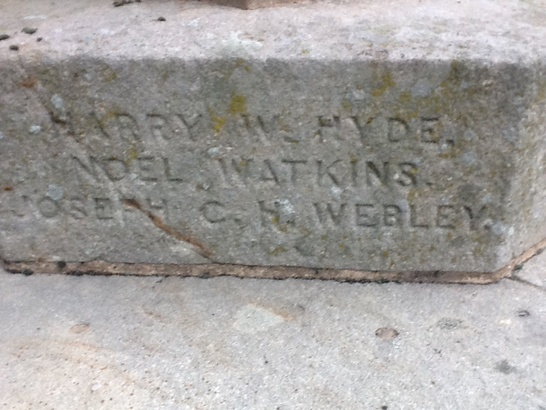 HARRY W. HYDE.
NOEL WATKINS.
JOSEPH C. H. WEBLEY.